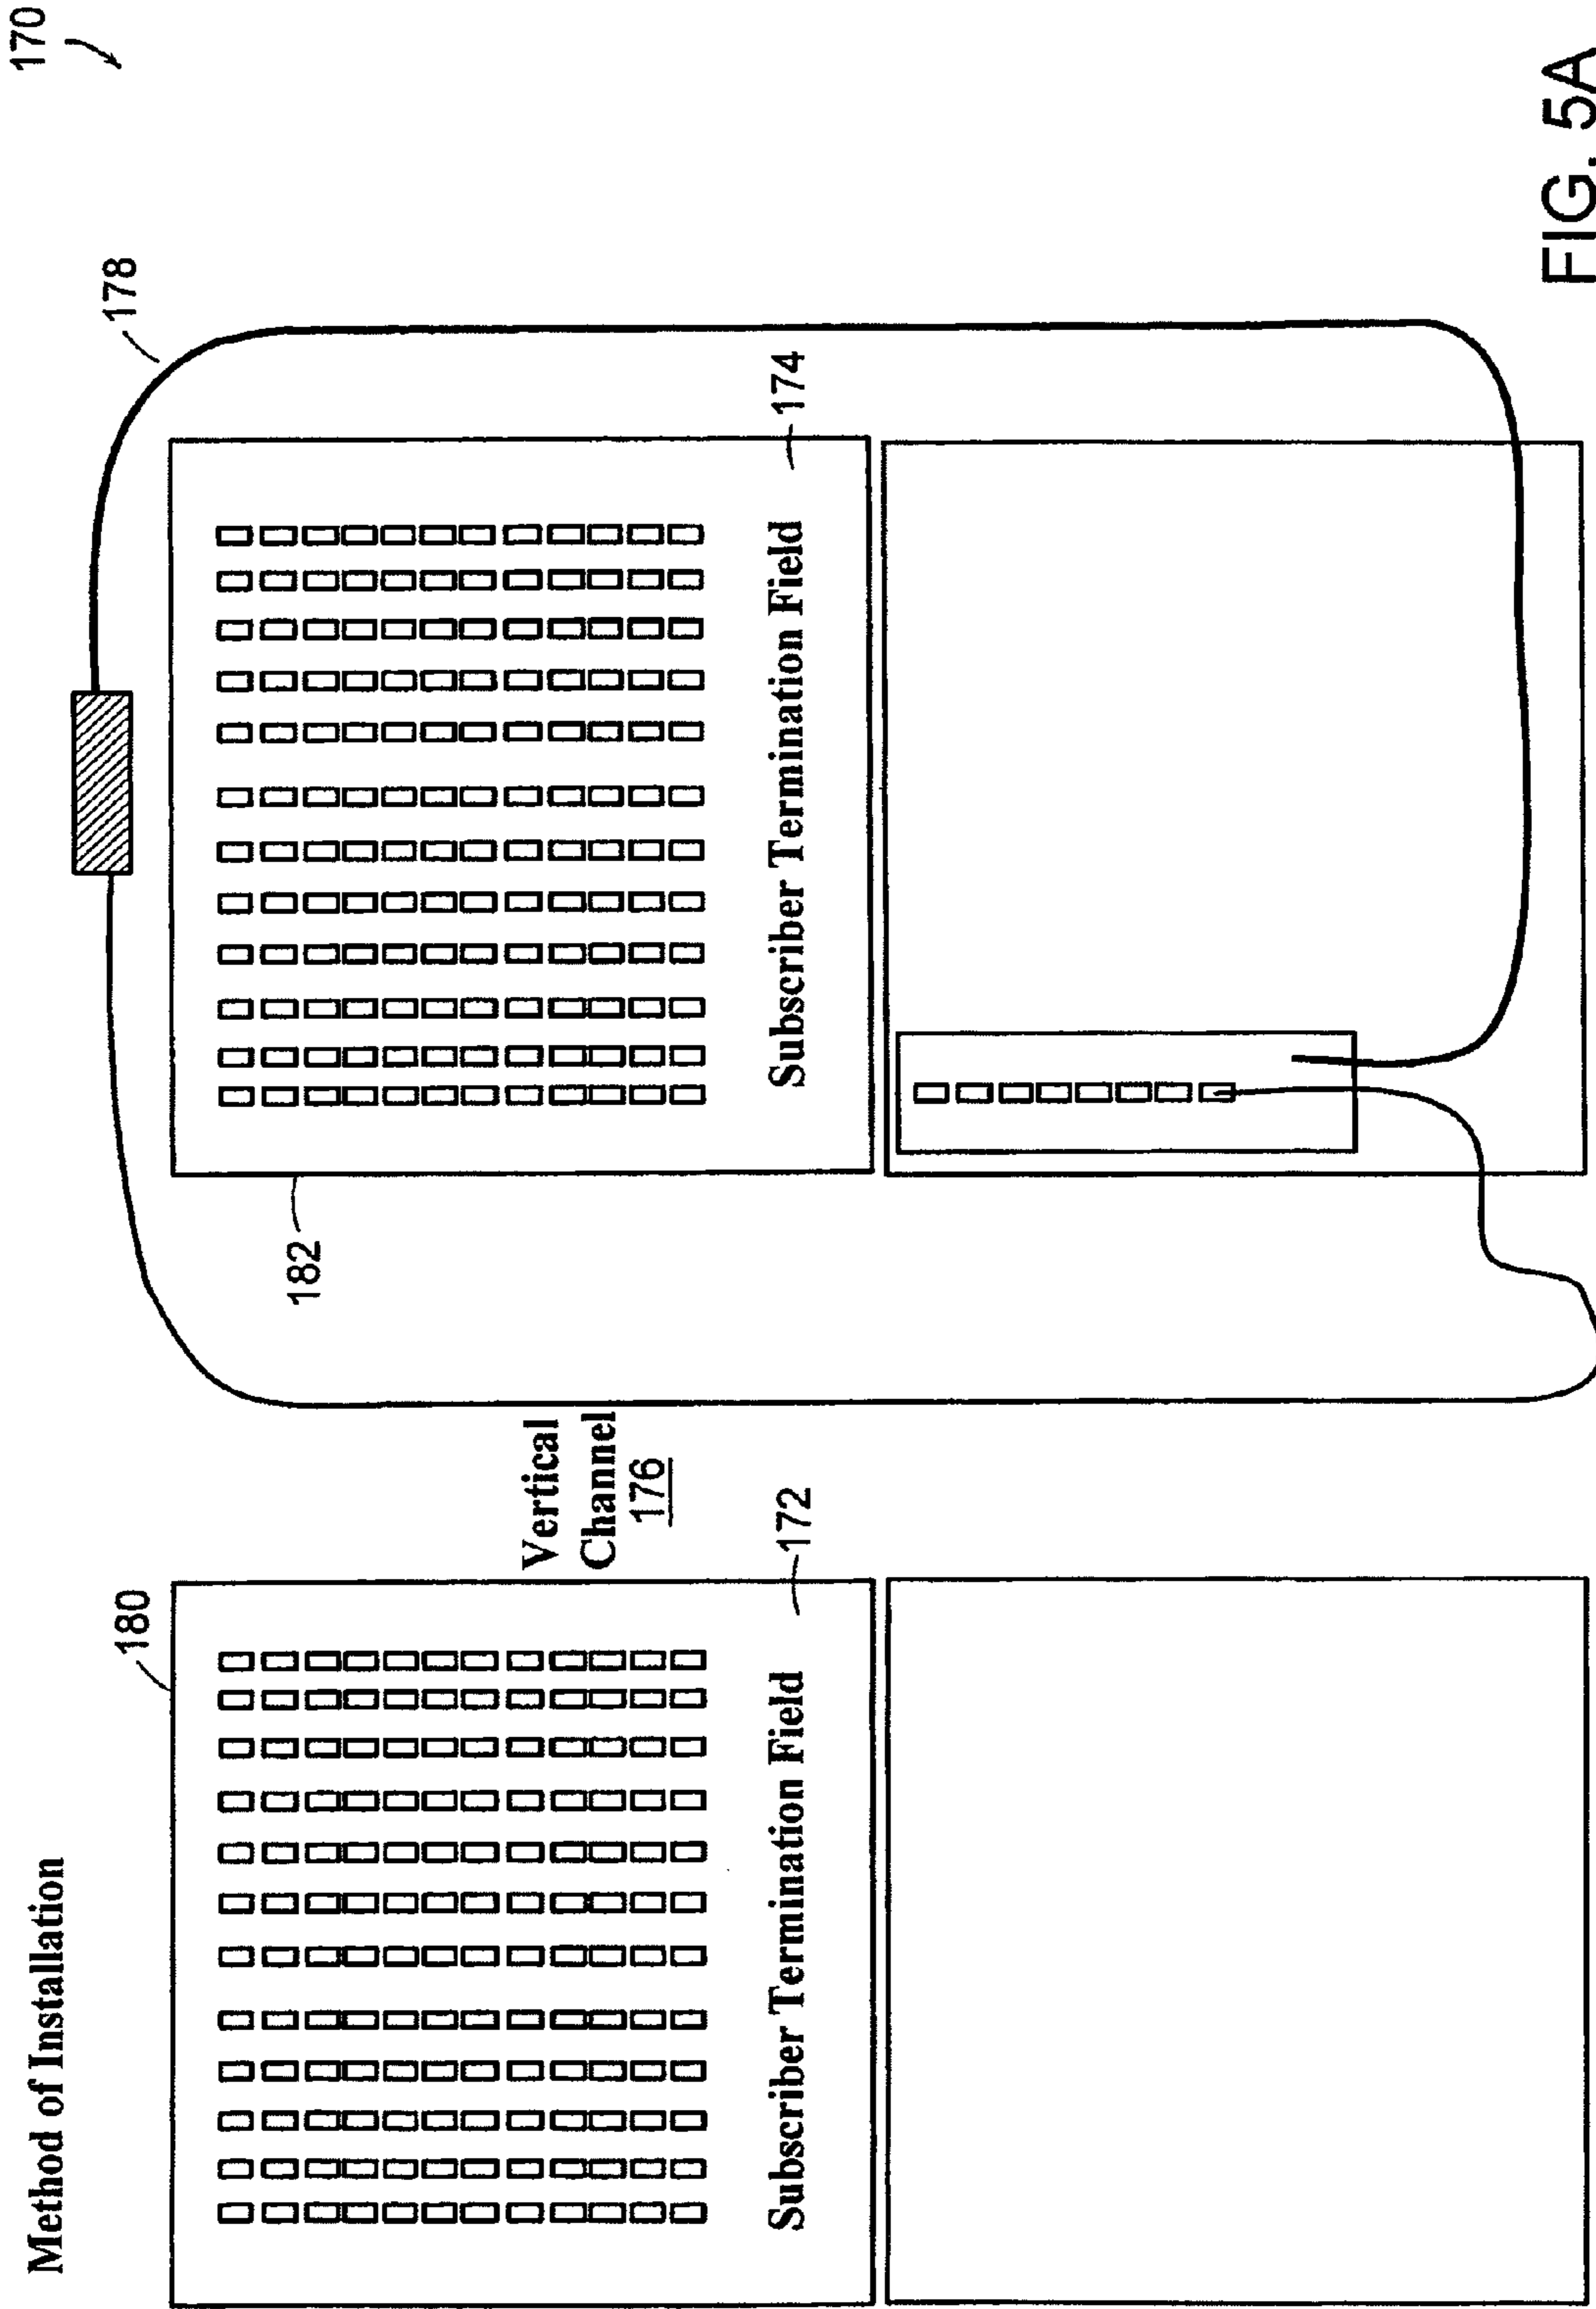 Method of Installation
170
180
178
182
Vertical
Channel
176
172
174
Subscriber Termination Field
Subscriber Termination Field
FIG. 5A